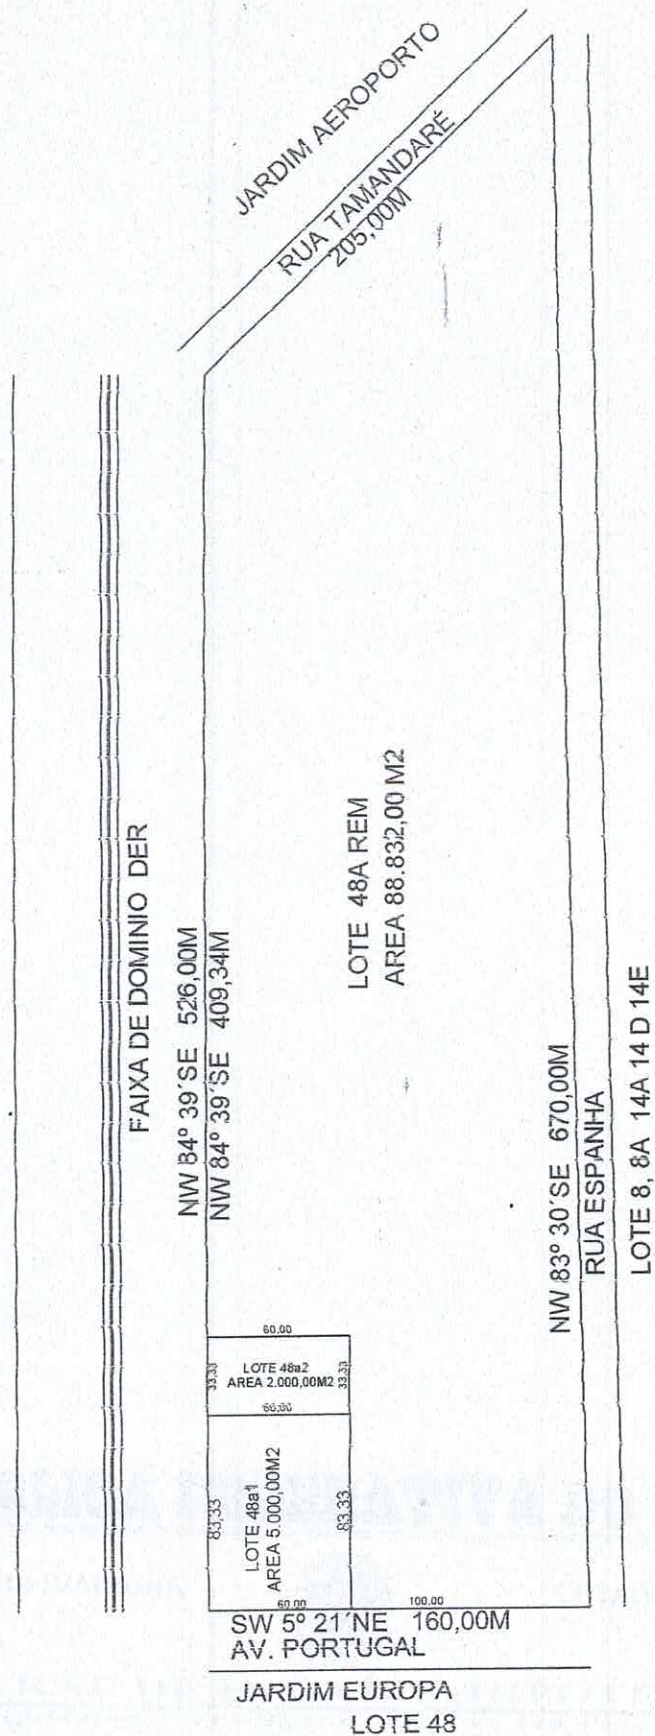 JARDIM AEROPORTO
RUA TAMANDARÉ
205,00M
FAIXA DE DOMINIO DER
NW 84º 39´SE 526,00M
NW 84º 39´SE 409,34M
LOTE 48A REM
AREA 88.832,00 M2
NW 83º 30´SE 670,00M
RUA ESPANHA
LOTE 8, 8A 14A 14 D 14E
60.00
33.33
LOTE 48a2
AREA 2.000,00M2
33.33
60.00
83,33
LOTE 48a1
AREA 5,000,00M2
83.33
60.00
100.00
SW 5º 21´NE 160,00M
AV. PORTUGAL
JARDIM EUROPA
LOTE 48